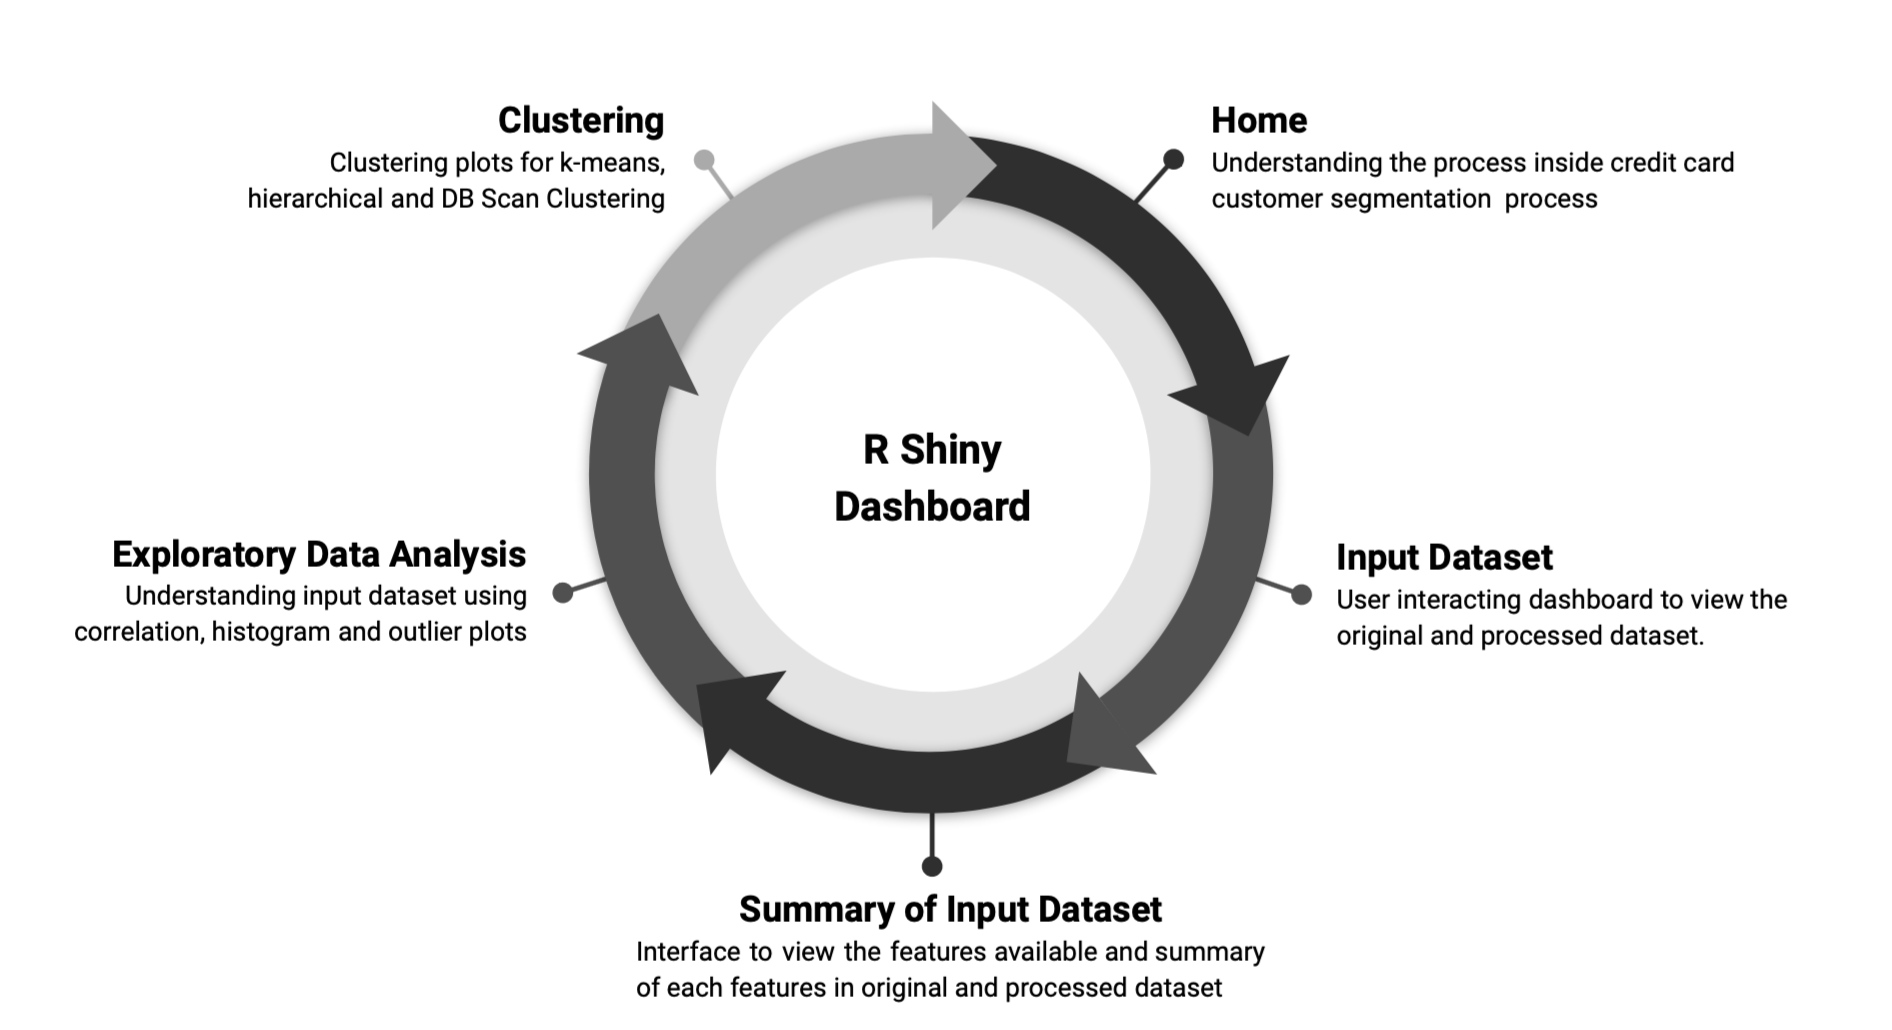 Clustering
Clustering plots for k-means,
hierarchical and DB Scan Clustering
Home
Understanding the process inside credit card
customer segmentation process
R Shiny
Dashboard
Exploratory Data Analysis
Understanding input dataset using
correlation, histogram and outlier plots
Input Dataset
User interacting dashboard to view the
original and processed dataset.
Summary of Input Dataset
Interface to view the features available and summary
of each features in original and processed dataset